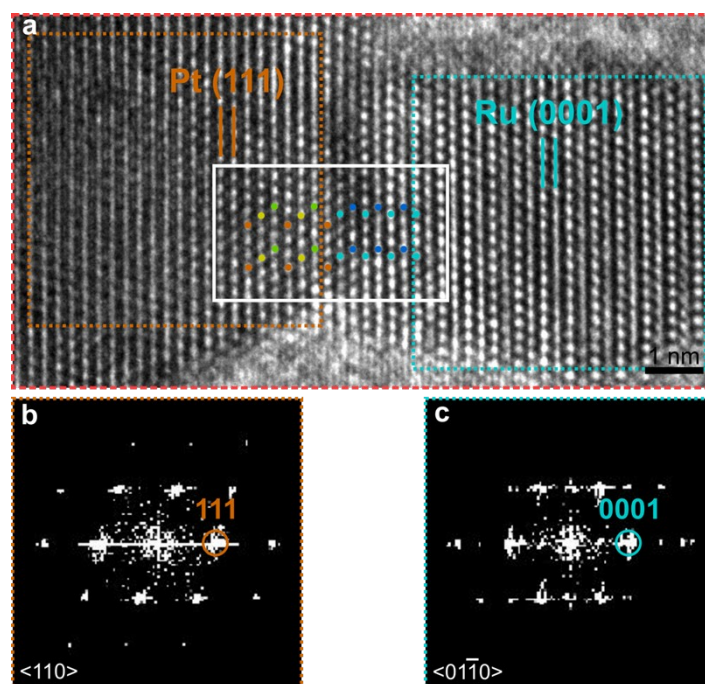 a
Pt (111)
Ru (0001)
1 nm
b
111
<110>
c
0001
<01̅10>